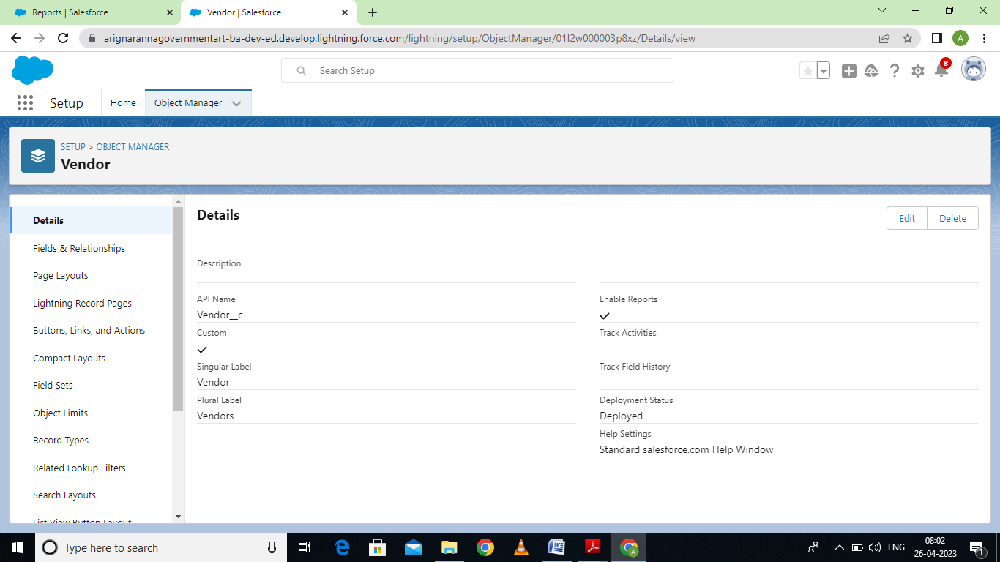 Reports | Salesforce
Vendor | Salesforce
arignarannagovernmentart-ba-dev-ed.develop.lightning.force.com/lightning/setup/ObjectManager/01I2w000003p8xz/Details/view
A
Search Setup
8
Setup
Home
Object Manager
SETUP > OBJECT MANAGER
Vendor
Details
Fields & Relationships
Page Layouts
Lightning Record Pages
Buttons, Links, and Actions
Compact Layouts
Field Sets
Object Limits
Record Types
Related Lookup Filters
Search Layouts
List View Button Layout
Details
Edit
Delete
Description
API Name
Vendor__c
Custom
Singular Label
Vendor
Plural Label
Vendors
Enable Reports
Track Activities
Track Field History
Deployment Status
Deployed
Help Settings
Standard salesforce.com Help Window
Type here to search
ENG
08:02
26-04-2023
1